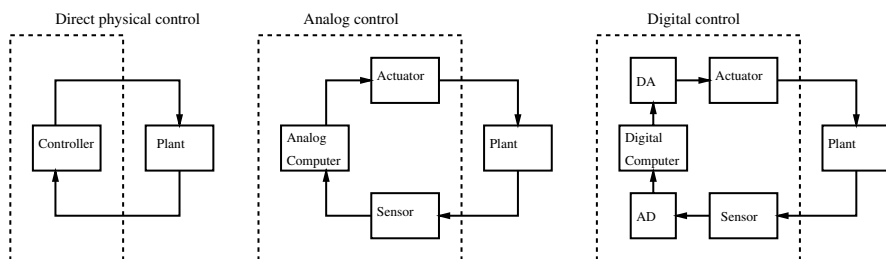 Direct physical control
Analog control
Digital control
Controller
Plant
Actuator
Analog
Computer
Plant
Sensor
DA
Actuator
Digital
Computer
Plant
AD
Sensor